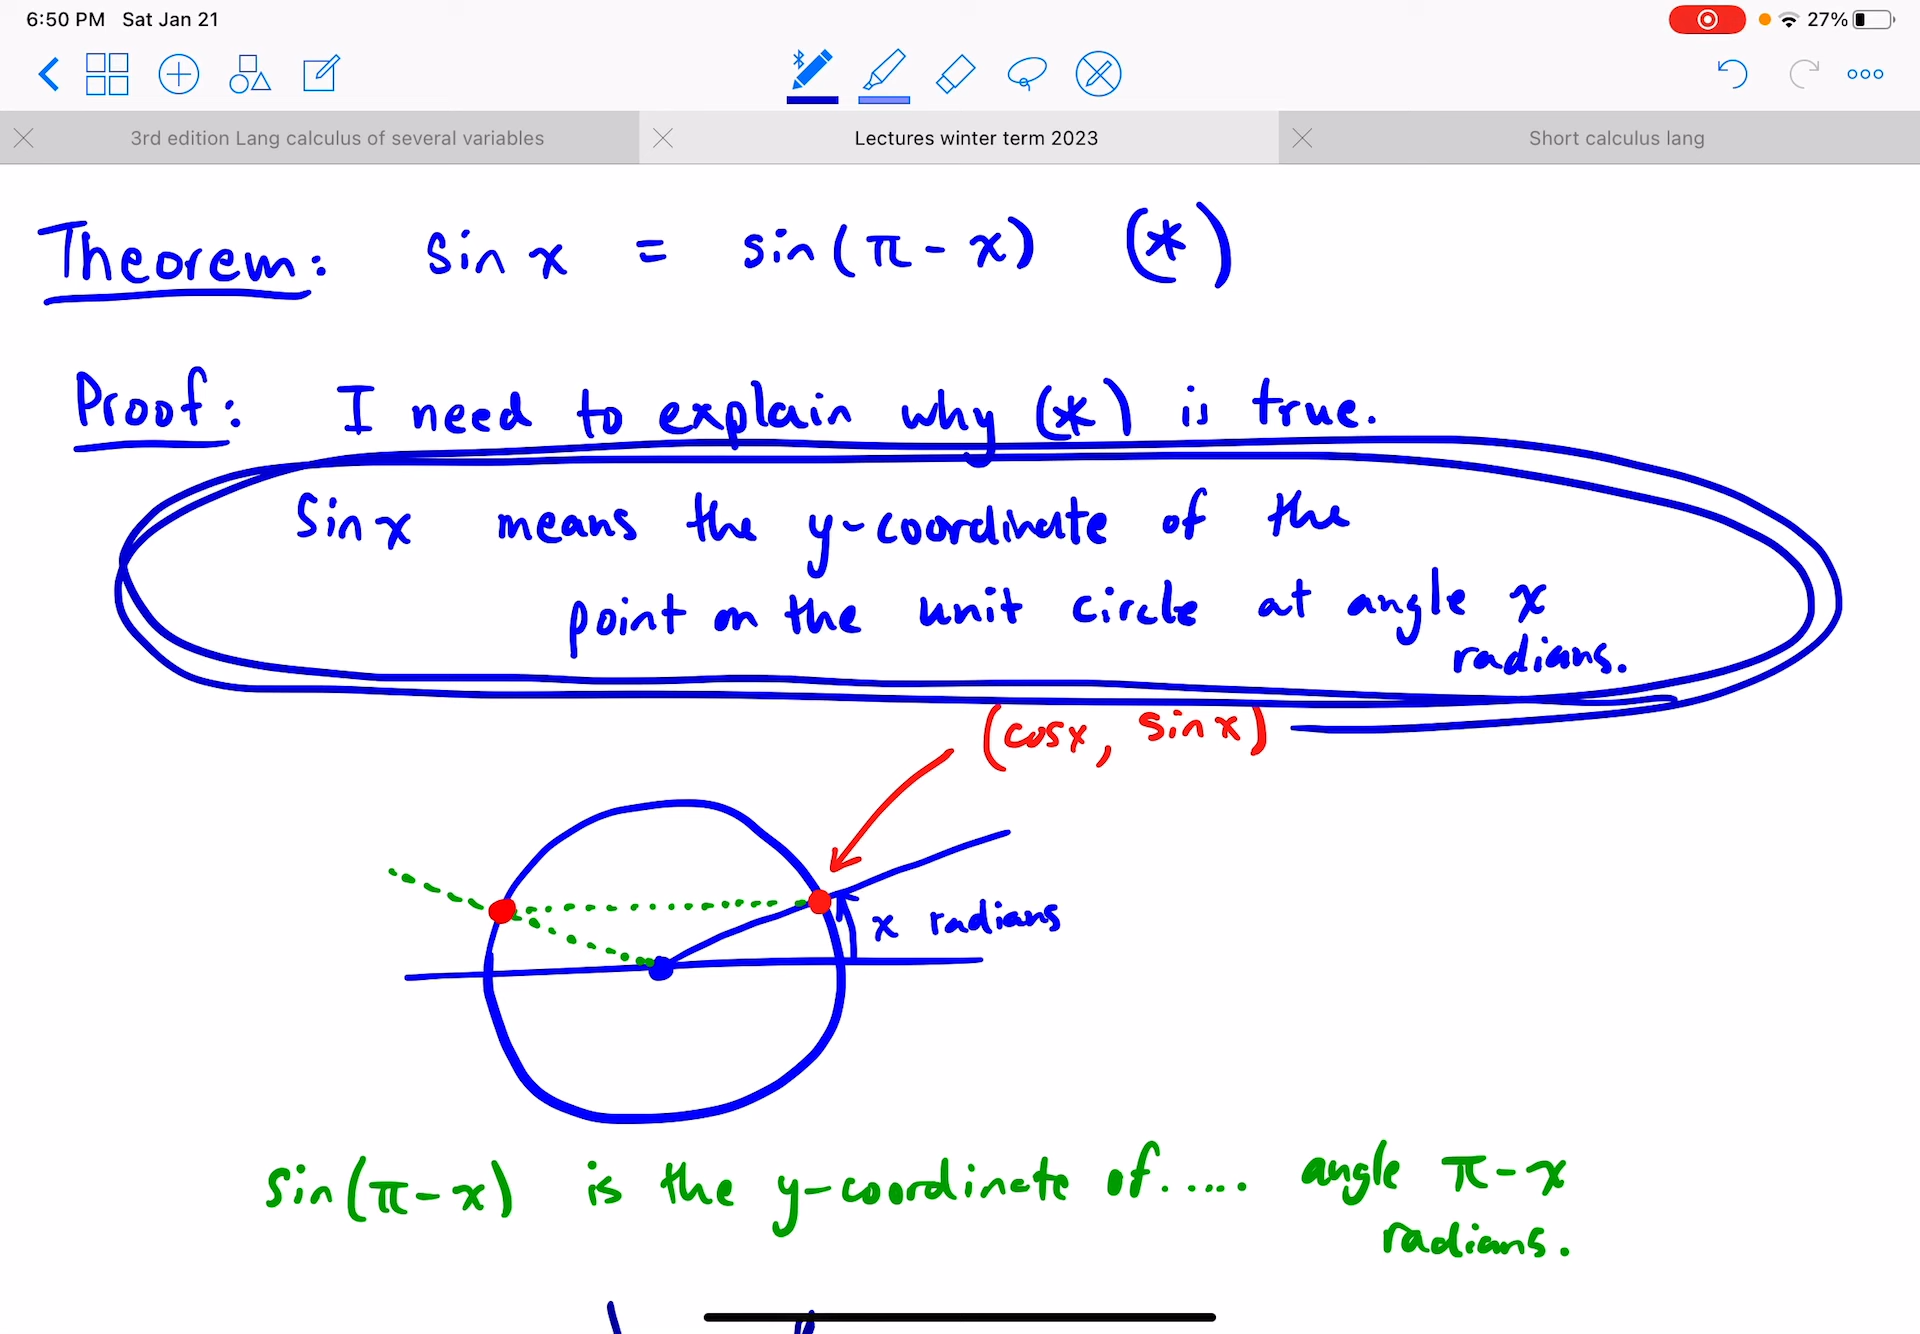 6:50 PM Sat Jan 21
27%
3rd edition Lang calculus of several variables
Lectures winter term 2023
Short calculus lang
Theorem: sin x = sin(π - x) (*)
Proof: I need to explain why (*) is true.
Sin x means the y-coordinate of the
point on the unit circle at angle x
radians.
(cos x, sin x)
x radians
sin(π-x) is the y-coordinate of..... angle π-x
radians.